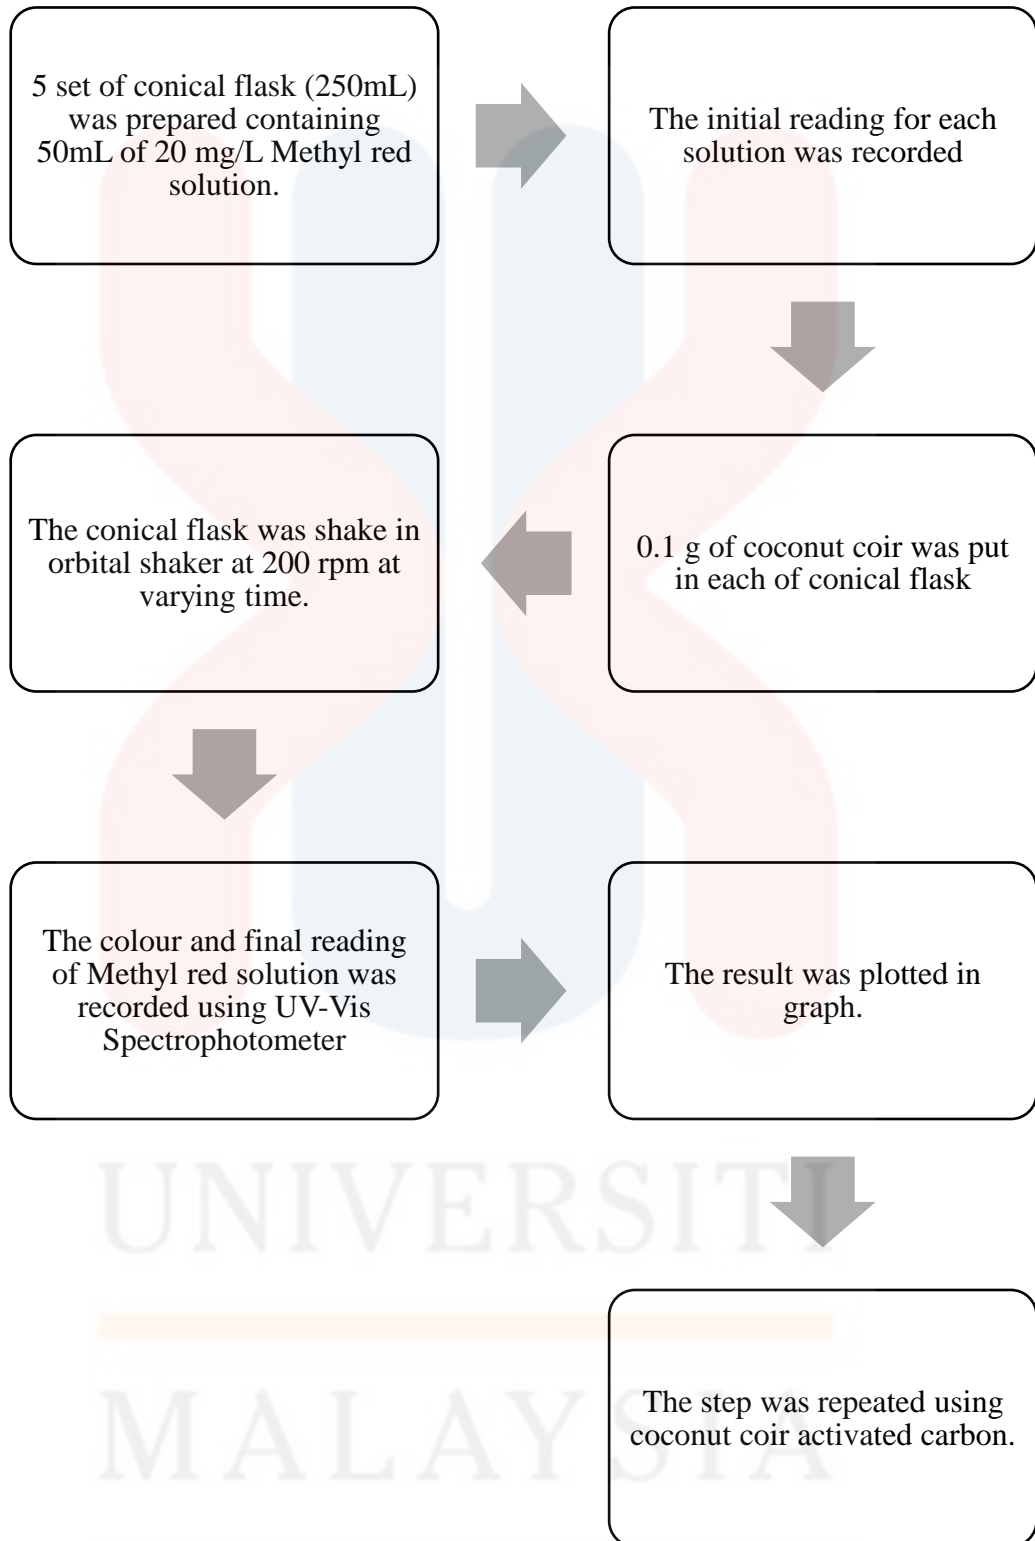 5 set of conical flask (250mL)
was prepared containing
50mL of 20 mg/L Methyl red
solution.
The initial reading for each
solution was recorded
0.1 g of coconut coir was put
in each of conical flask
The conical flask was shake in
orbital shaker at 200 rpm at
varying time.
The colour and final reading
of Methyl red solution was
recorded using UV-Vis
Spectrophotometer
The result was plotted in
graph.
The step was repeated using
coconut coir activated carbon.
UNIVERSITI
MALAYSIA